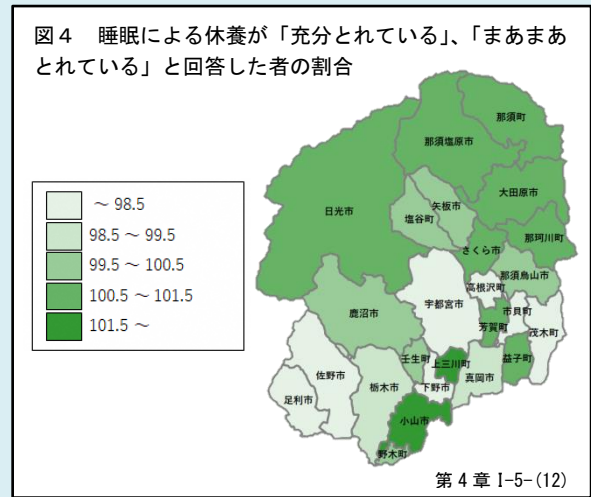 図4　睡眠による休養が「充分とれている」、「まあまあ
とれている」と回答した者の割合
～ 98.5
98.5 ～ 99.5
99.5 ～ 100.5
100.5 ～ 101.5
101.5 ～
那須町
那須塩原市
大田原市
日光市
矢板市
塩谷町
那珂川町
さくら市
那須烏山市
高根沢町
宇都宮市
市貝町
鹿沼市
芳賀町
茂木町
壬生町
上三川町
益子町
佐野市
真岡市
栃木市
下野市
足利市
小山市
野木町
第4章 I-5-(12)